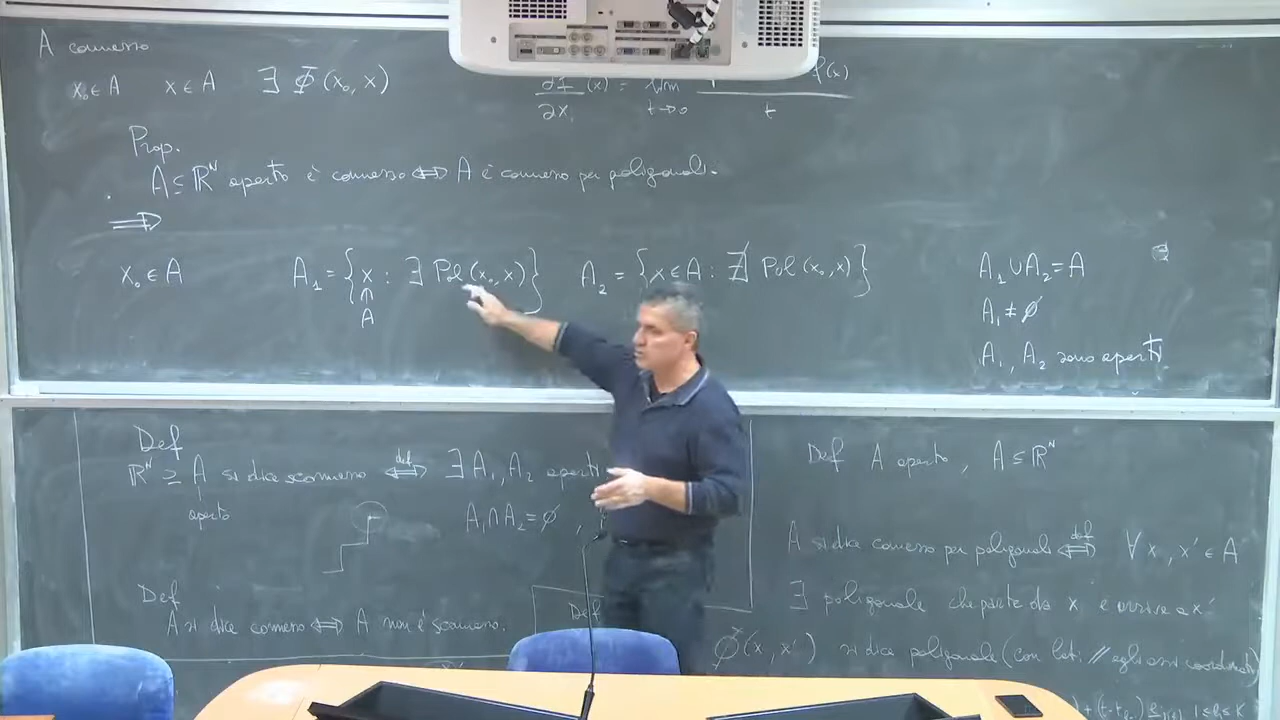 A connesso
x₀ ∈ A   x ∈ A   ∃ Φ(x₀, x)
∂f/∂xᵢ (x) = lim t→0   f(x) / t
Prop.
A ⊆ ℝᴺ aperto è connesso ⟺ A è connesso per poligonali.
⟹
x₀ ∈ A   A₁ = { x : ∃ Pol(x₀, x) }   A₂ = { x ∈ A : ∄ Pol(x₀, x) }   A₁ ∪ A₂ = A
↑
A
A₁ ≠ ∅
A₁, A₂ sono aperti
Def
ℝᴺ ⊇ A si dice sconnesso ⟺ def ∃ A₁, A₂ aperti
aperto
A₁ ∩ A₂ = ∅ ,
Def
A si dice connesso ⟺ A non è sconnesso.
Def
Def A aperto, A ⊆ ℝᴺ
A si dice connesso per poligonali ⟺ def ∀ x, x' ∈ A
∃ poligonale che parte da x e arriva a x'
Φ(x, x') si dice poligonale (con lati // agli assi coordinati